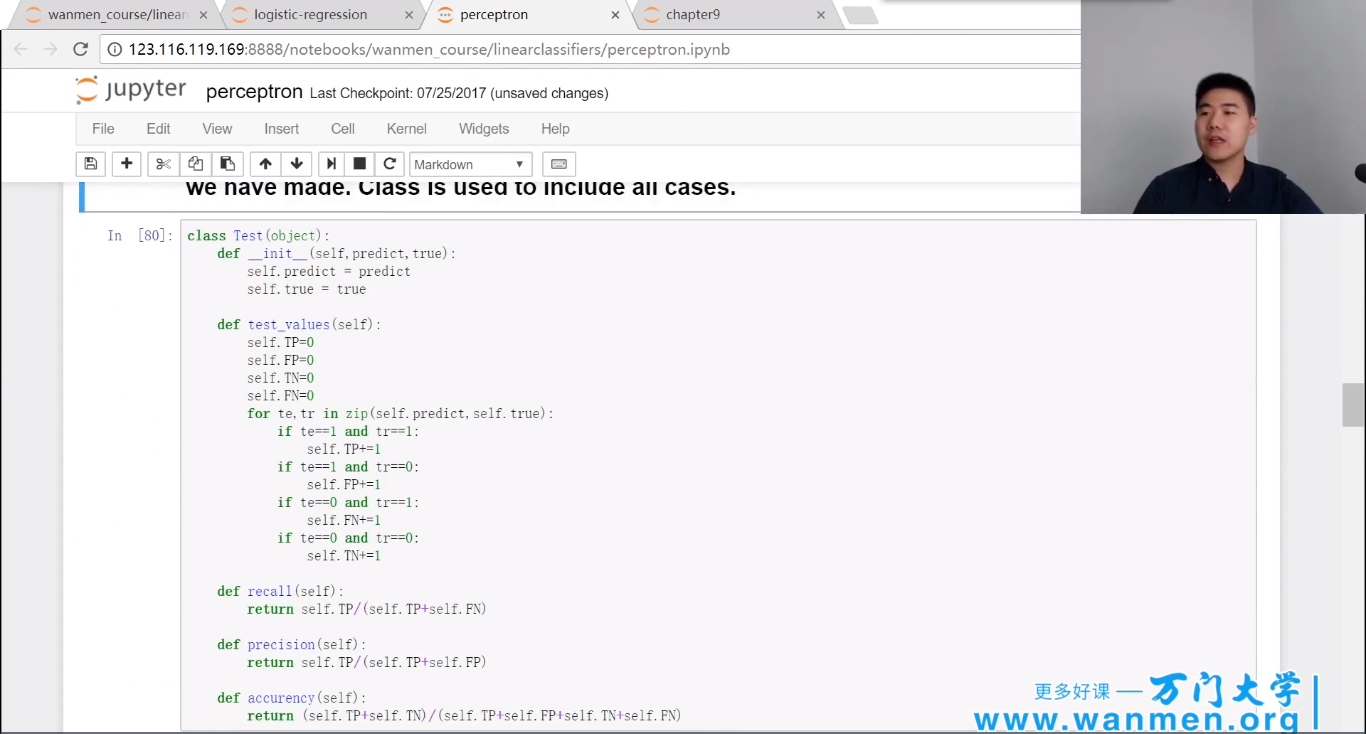 wanmen_course/linear
logistic-regression
perceptron
chapter9
123.116.119.169:8888/notebooks/wanmen_course/linearclassifiers/perceptron.ipynb
jupyter perceptron Last Checkpoint: 07/25/2017 (unsaved changes)
File Edit View Insert Cell Kernel Widgets Help
Markdown
we have made. Class is used to include all cases.
In [80]: class Test(object):
def __init__(self,predict,true):
self.predict = predict
self.true = true
def test_values(self):
self.TP=0
self.FP=0
self.TN=0
self.FN=0
for te,tr in zip(self.predict,self.true):
if te==1 and tr==1:
self.TP+=1
if te==1 and tr==0:
self.FP+=1
if te==0 and tr==1:
self.FN+=1
if te==0 and tr==0:
self.TN+=1
def recall(self):
return self.TP/(self.TP+self.FN)
def precision(self):
return self.TP/(self.TP+self.FP)
def accurency(self):
return (self.TP+self.TN)/(self.TP+self.FP+self.TN+self.FN)
更多好课 — 万门大学
www.wanmen.org